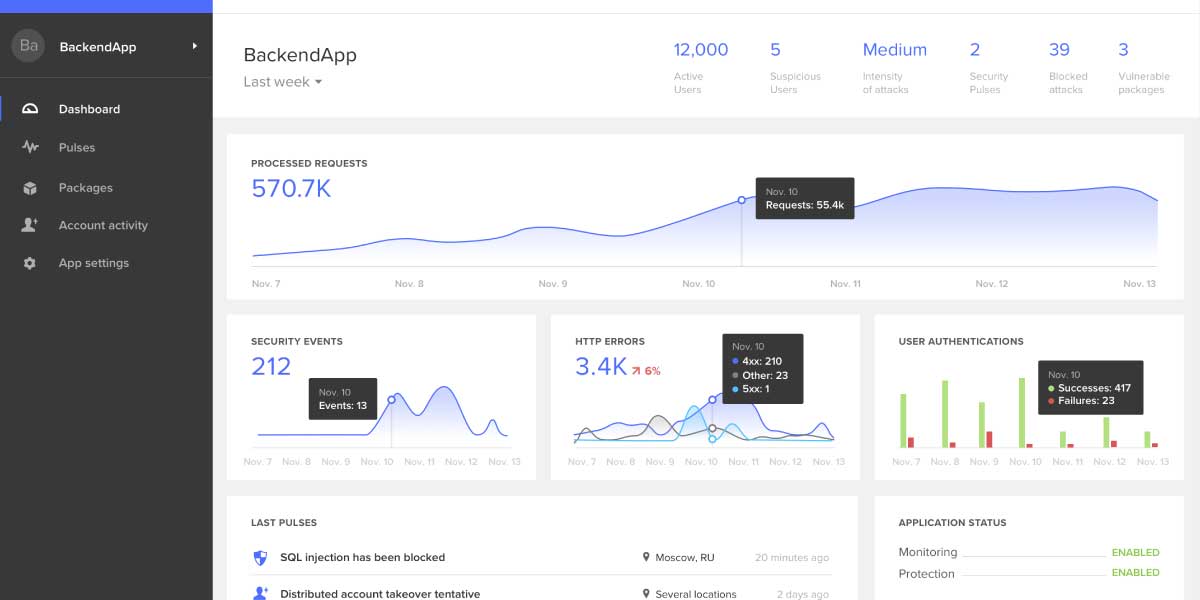 Ba
BackendApp
Dashboard
Pulses
Packages
Account activity
App settings
BackendApp
Last week
12,000
Active
Users
5
Suspicious
Users
Medium
Intensity
of attacks
2
Security
Pulses
39
Blocked
attacks
3
Vulnerable
packages
PROCESSED REQUESTS
570.7K
Nov. 10
Requests: 55.4k
Nov. 7 Nov. 8 Nov. 9 Nov. 10 Nov. 11 Nov. 12 Nov. 13
SECURITY EVENTS
212
Nov. 10
Events: 13
Nov. 7 Nov. 8 Nov. 9 Nov. 10 Nov. 11 Nov. 12 Nov. 13
HTTP ERRORS
3.4K 6%
Nov. 10
4xx: 210
Other: 23
5xx: 1
Nov. 7 Nov. 8 Nov. 9 Nov. 10 Nov. 11 Nov. 12 Nov. 13
USER AUTHENTICATIONS
Nov. 10
Successes: 417
Failures: 23
Nov. 7 Nov. 8 Nov. 9 Nov. 10 Nov. 11 Nov. 12 Nov. 13
LAST PULSES
SQL injection has been blocked Moscow, RU 20 minutes ago
Distributed account takeover tentative Several locations 2 days ago
APPLICATION STATUS
Monitoring ENABLED
Protection ENABLED